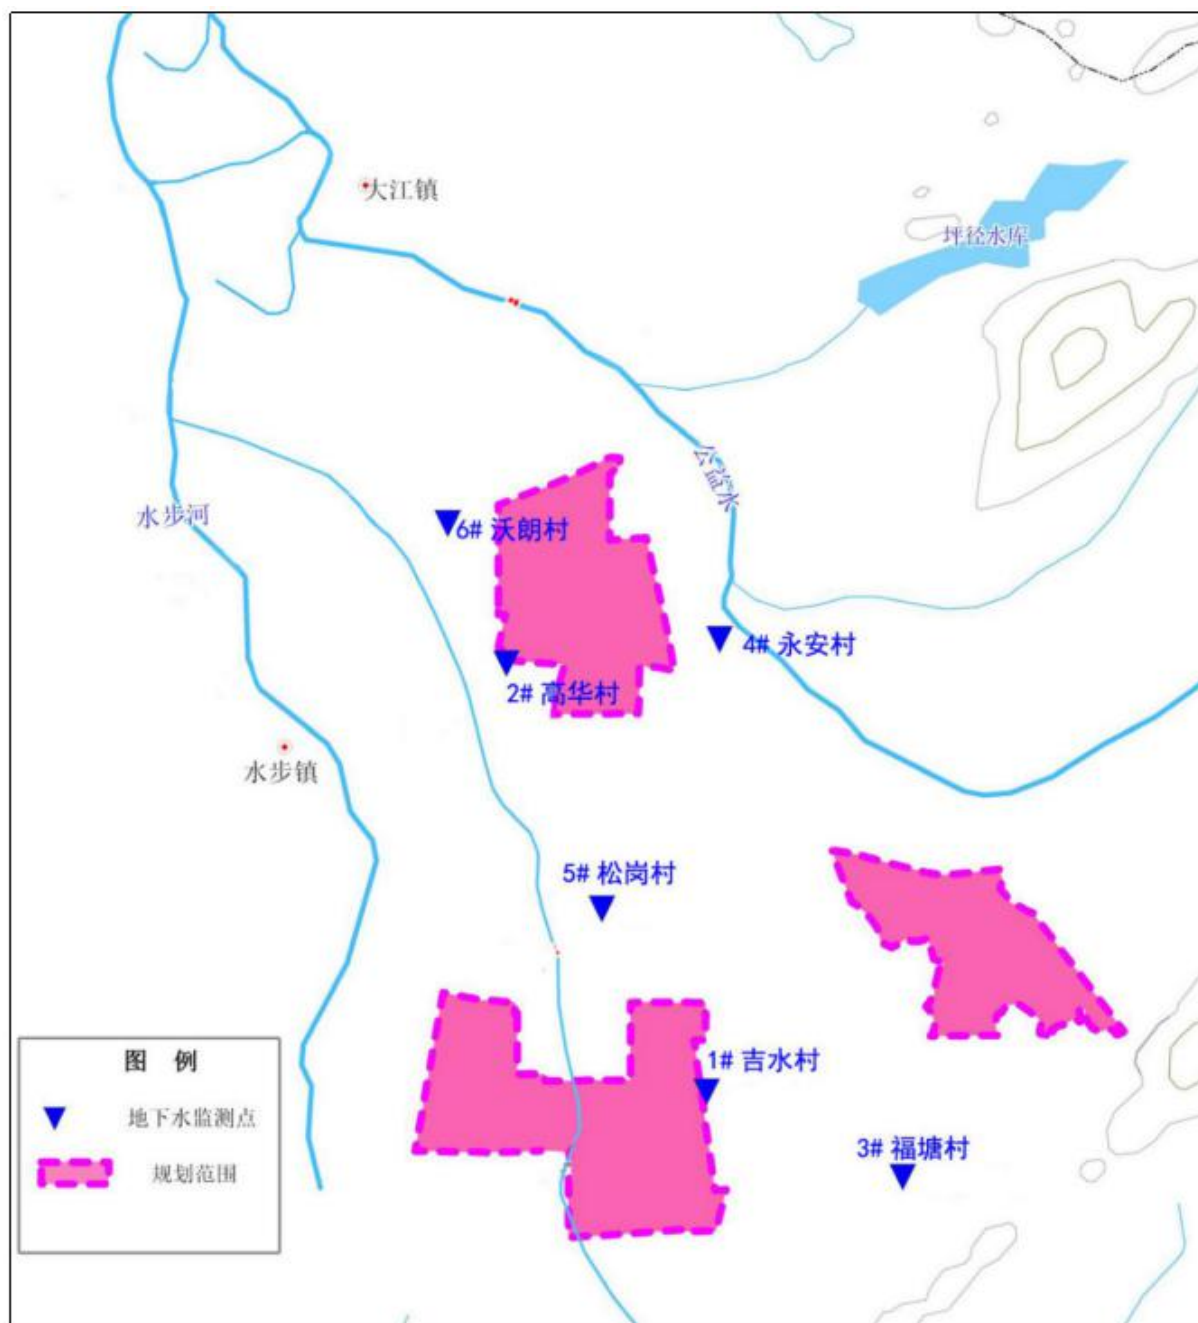 大江镇
坪径水库
公益水
水步河
6# 沃朗村
4# 永安村
2# 高华村
水步镇
5# 松岗村
1# 吉水村
3# 福塘村
图 例
地下水监测点
规划范围